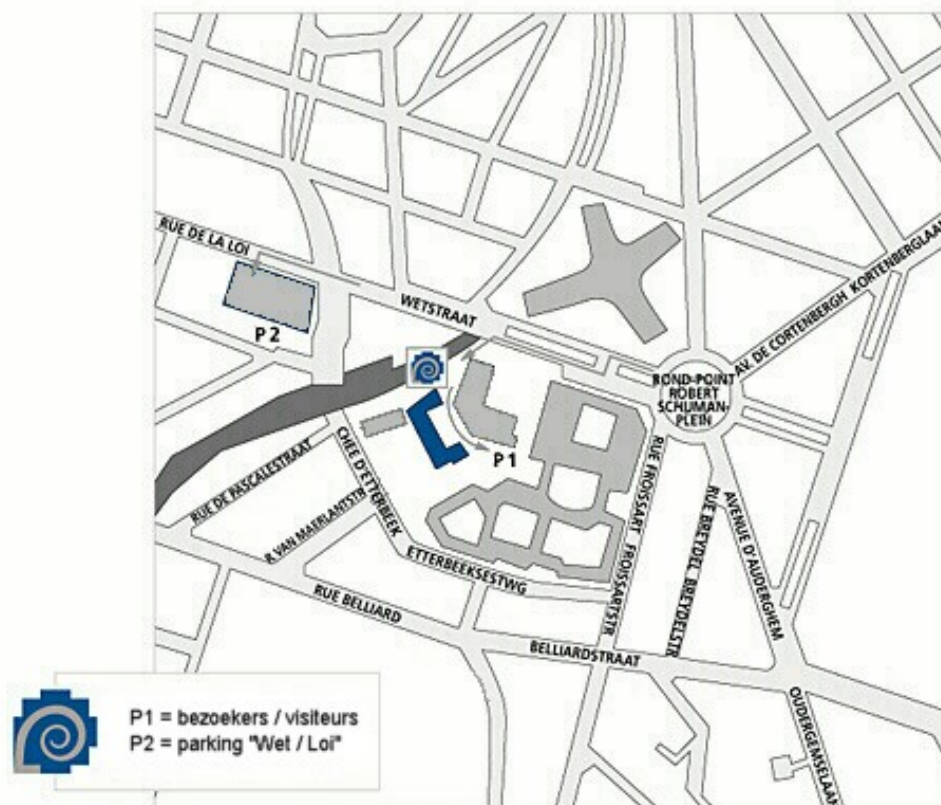 RUE DE LA LOI
WETSTRAAT
P2
AV. DE CORTENBERGH KORTENBERGLAAN
ROND-POINT
ROBERT
SCHUMAN-
PLEIN
P1
RUE DE PASCALESTRAAT
CHEE D'ETTERBEEK
R. VAN MAERLANTSTR
ETTERBEEKSESTWG
RUE FROISSART FROISSARTSTR
RUE BREYDEL BREYDELSTR
AVENUE D'AUDERGHEM
OUDERGEMSELAAN
RUE BELLIARD
BELLIARDSTRAAT
P1 = bezoekers / visiteurs
P2 = parking "Wet / Loi"